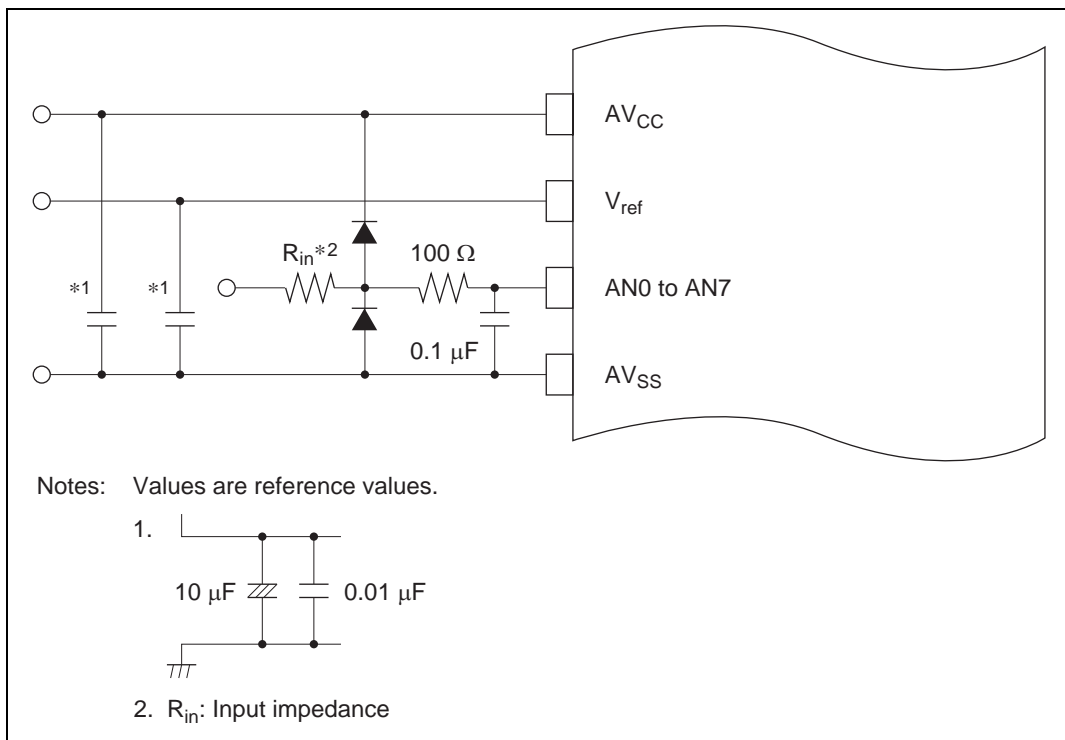 AVCC
Vref
Rin*2
100 Ω
*1
*1
AN0 to AN7
0.1 μF
AVSS
Notes: Values are reference values.
1.
10 μF
0.01 μF
2. Rin: Input impedance